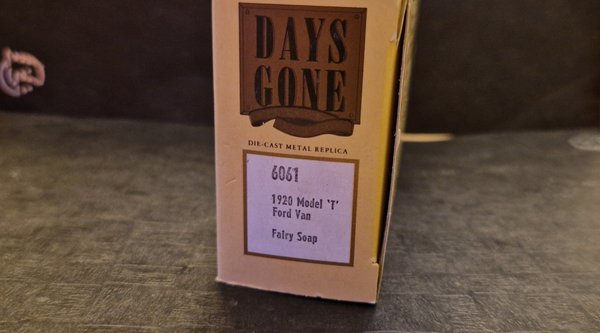 DAYS
GONE
DIE-CAST METAL REPLICA
6061
1920 Model 'T'
Ford Van
Fairy Soap